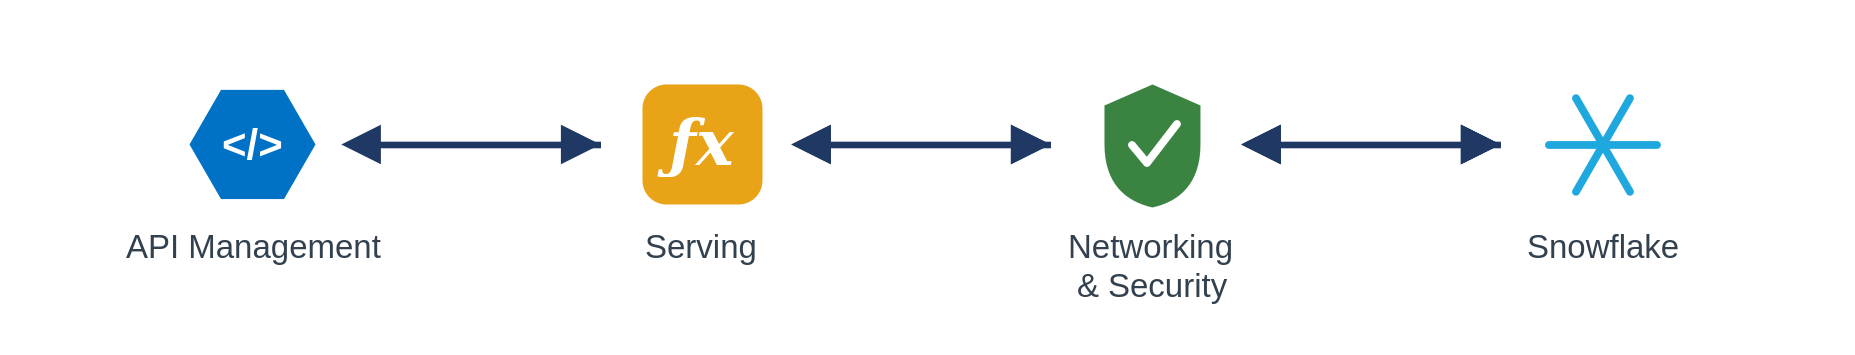 </>
fx
API Management
Serving
Networking
& Security
Snowflake